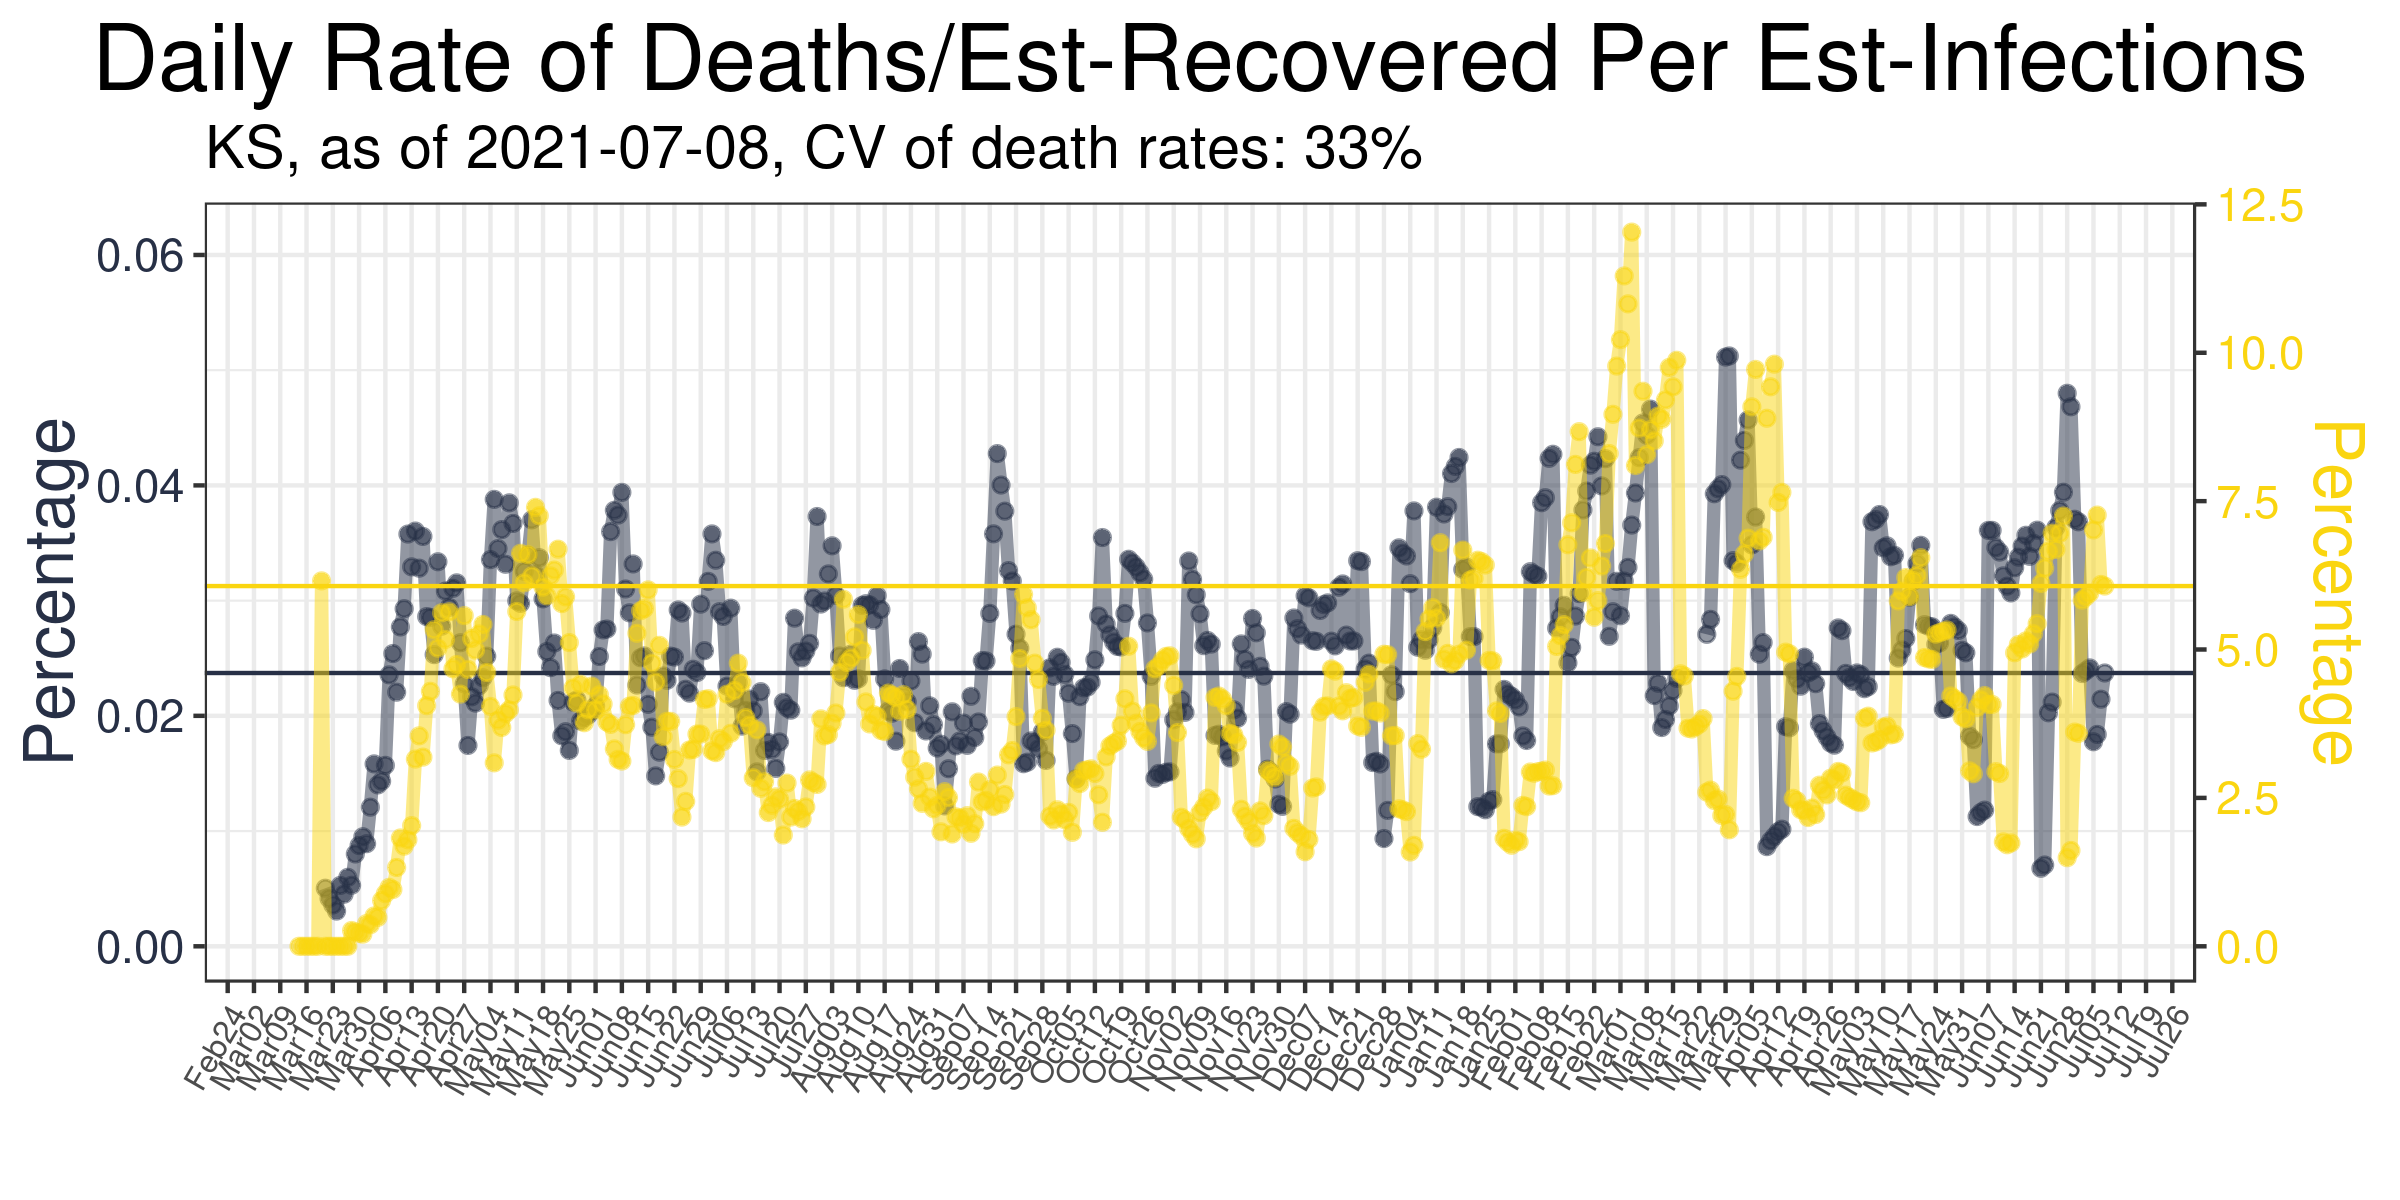 Daily Rate of Deaths/Est-Recovered Per Est-Infections
KS, as of 2021-07-08, CV of death rates: 33%
Percentage
0.06
0.04
0.02
0.00
12.5
10.0
7.5
5.0
2.5
0.0
Percentage
Feb24
Mar02
Mar09
Mar16
Mar23
Mar30
Apr06
Apr13
Apr20
Apr27
May04
May11
May18
May25
Jun01
Jun08
Jun15
Jun22
Jun29
Jul06
Jul13
Jul20
Jul27
Aug03
Aug10
Aug17
Aug24
Aug31
Sep07
Sep14
Sep21
Sep28
Oct05
Oct12
Oct19
Oct26
Nov02
Nov09
Nov16
Nov23
Nov30
Dec07
Dec14
Dec21
Dec28
Jan04
Jan11
Jan18
Jan25
Feb01
Feb08
Feb15
Feb22
Mar01
Mar08
Mar15
Mar22
Mar29
Apr05
Apr12
Apr19
Apr26
May03
May10
May17
May24
May31
Jun07
Jun14
Jun21
Jun28
Jul05
Jul12
Jul19
Jul26